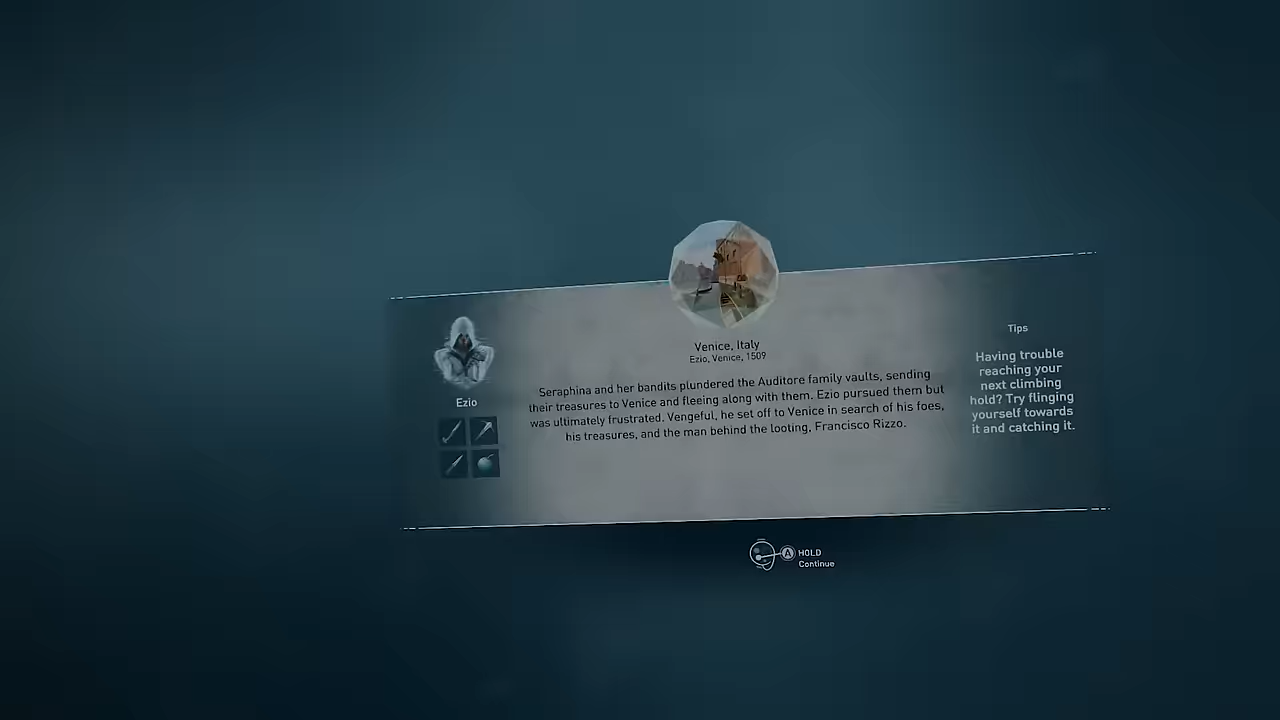 Venice, Italy
Ezio, Venice, 1509
Ezio
Seraphina and her bandits plundered the Auditore family vaults, sending
their treasures to Venice and fleeing along with them. Ezio pursued them but
was ultimately frustrated. Vengeful, he set off to Venice in search of his foes,
his treasures, and the man behind the looting, Francisco Rizzo.
Tips
Having trouble
reaching your
next climbing
hold? Try flinging
yourself towards
it and catching it.
A HOLD
Continue